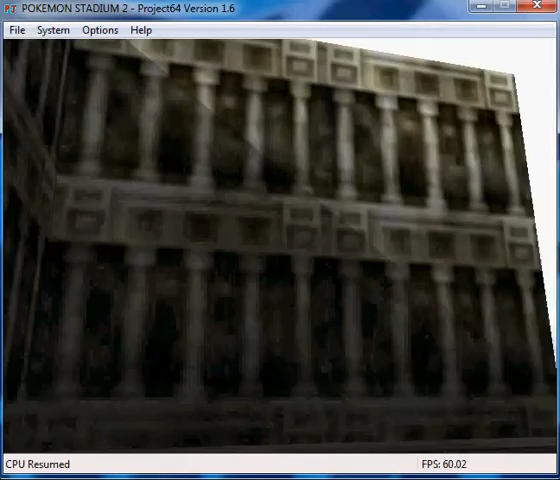 POKEMON STADIUM 2 - Project64 Version 1.6
File System Options Help
CPU Resumed FPS: 60.02